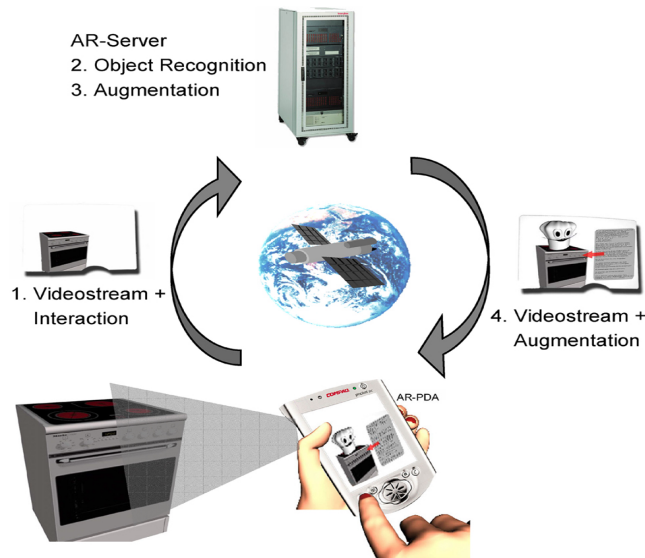 AR-Server
2. Object Recognition
3. Augmentation
1. Videostream +
Interaction
4. Videostream +
Augmentation
AR-PDA
COMPAQ